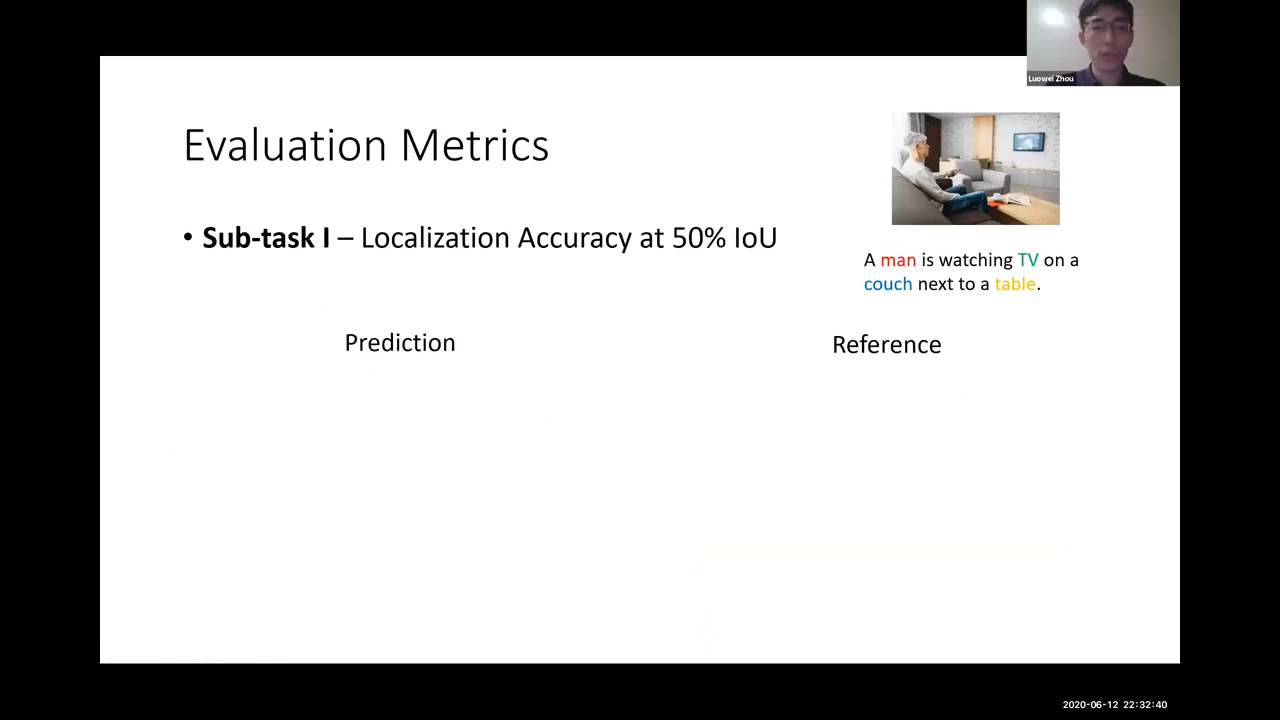 Luowei Zhou
Evaluation Metrics
• Sub-task I – Localization Accuracy at 50% IoU
A man is watching TV on a
couch next to a table.
Prediction
Reference
2020-06-12 22:32:40